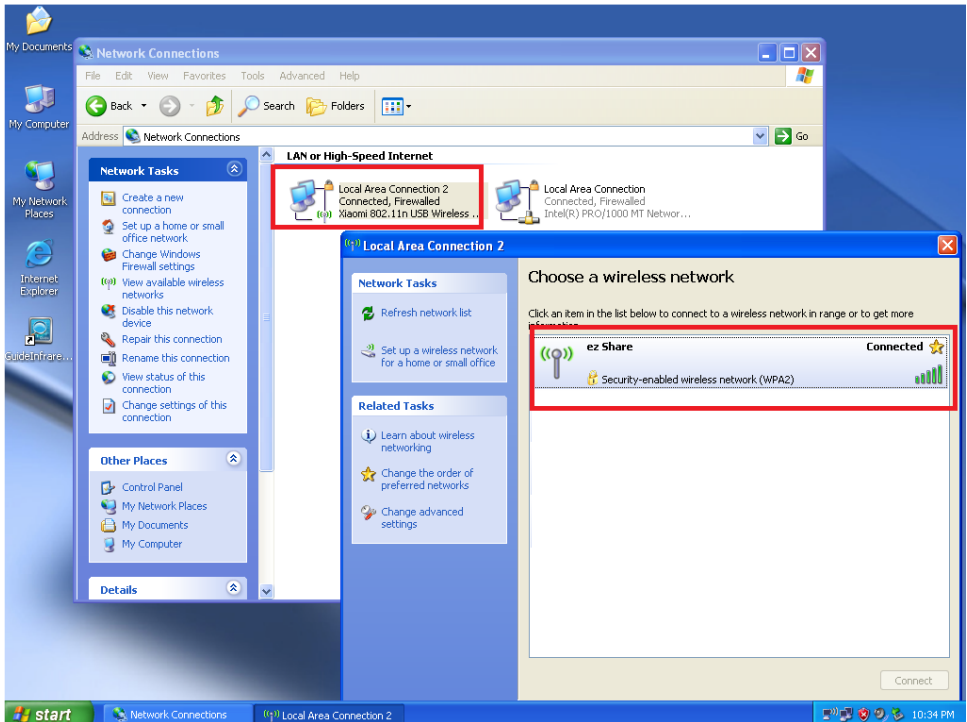 My Documents
My Computer
My Network
Places
Internet
Explorer
GuideInfrare...
Network Connections
File Edit View Favorites Tools Advanced Help
Back Search Folders
Address Network Connections Go
Network Tasks
Create a new
connection
Set up a home or small
office network
Change Windows
Firewall settings
View available wireless
networks
Disable this network
device
Repair this connection
Rename this connection
View status of this
connection
Change settings of this
connection
Other Places
Control Panel
My Network Places
My Documents
My Computer
Details
LAN or High-Speed Internet
Local Area Connection 2
Connected, Firewalled
Xiaomi 802.11n USB Wireless ...
Local Area Connection
Connected, Firewalled
Intel(R) PRO/1000 MT Networ...
Local Area Connection 2
Network Tasks
Refresh network list
Set up a wireless network
for a home or small office
Related Tasks
Learn about wireless
networking
Change the order of
preferred networks
Change advanced
settings
Choose a wireless network
Click an item in the list below to connect to a wireless network in range or to get more
information.
ez Share Connected
Security-enabled wireless network (WPA2)
Connect
start Network Connections Local Area Connection 2 10:34 PM